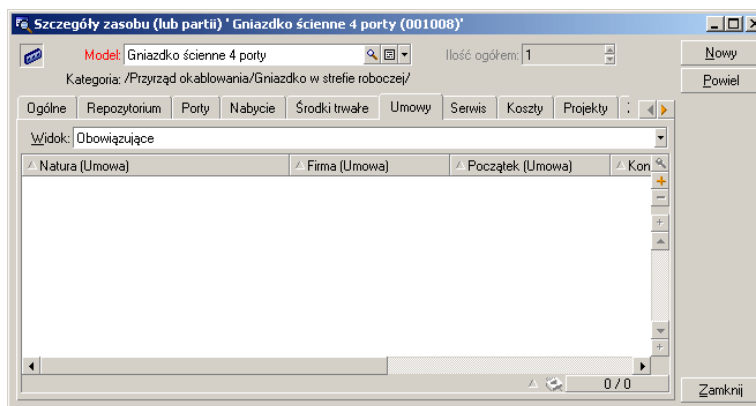 Szczegóły zasobu (lub partii) ' Gniazdko ścienne 4 porty (001008)'
Model: Gniazdko ścienne 4 porty Ilość ogółem: 1 Nowy
Kategoria: /Przyrząd okablowania/Gniazdko w strefie roboczej/ Powiel
Ogólne Repozytorium Porty Nabycie Środki trwałe Umowy Serwis Koszty Projekty
Widok: Obowiązujące
Natura (Umowa) Firma (Umowa) Początek (Umowa) Kon
0 / 0
Zamknij